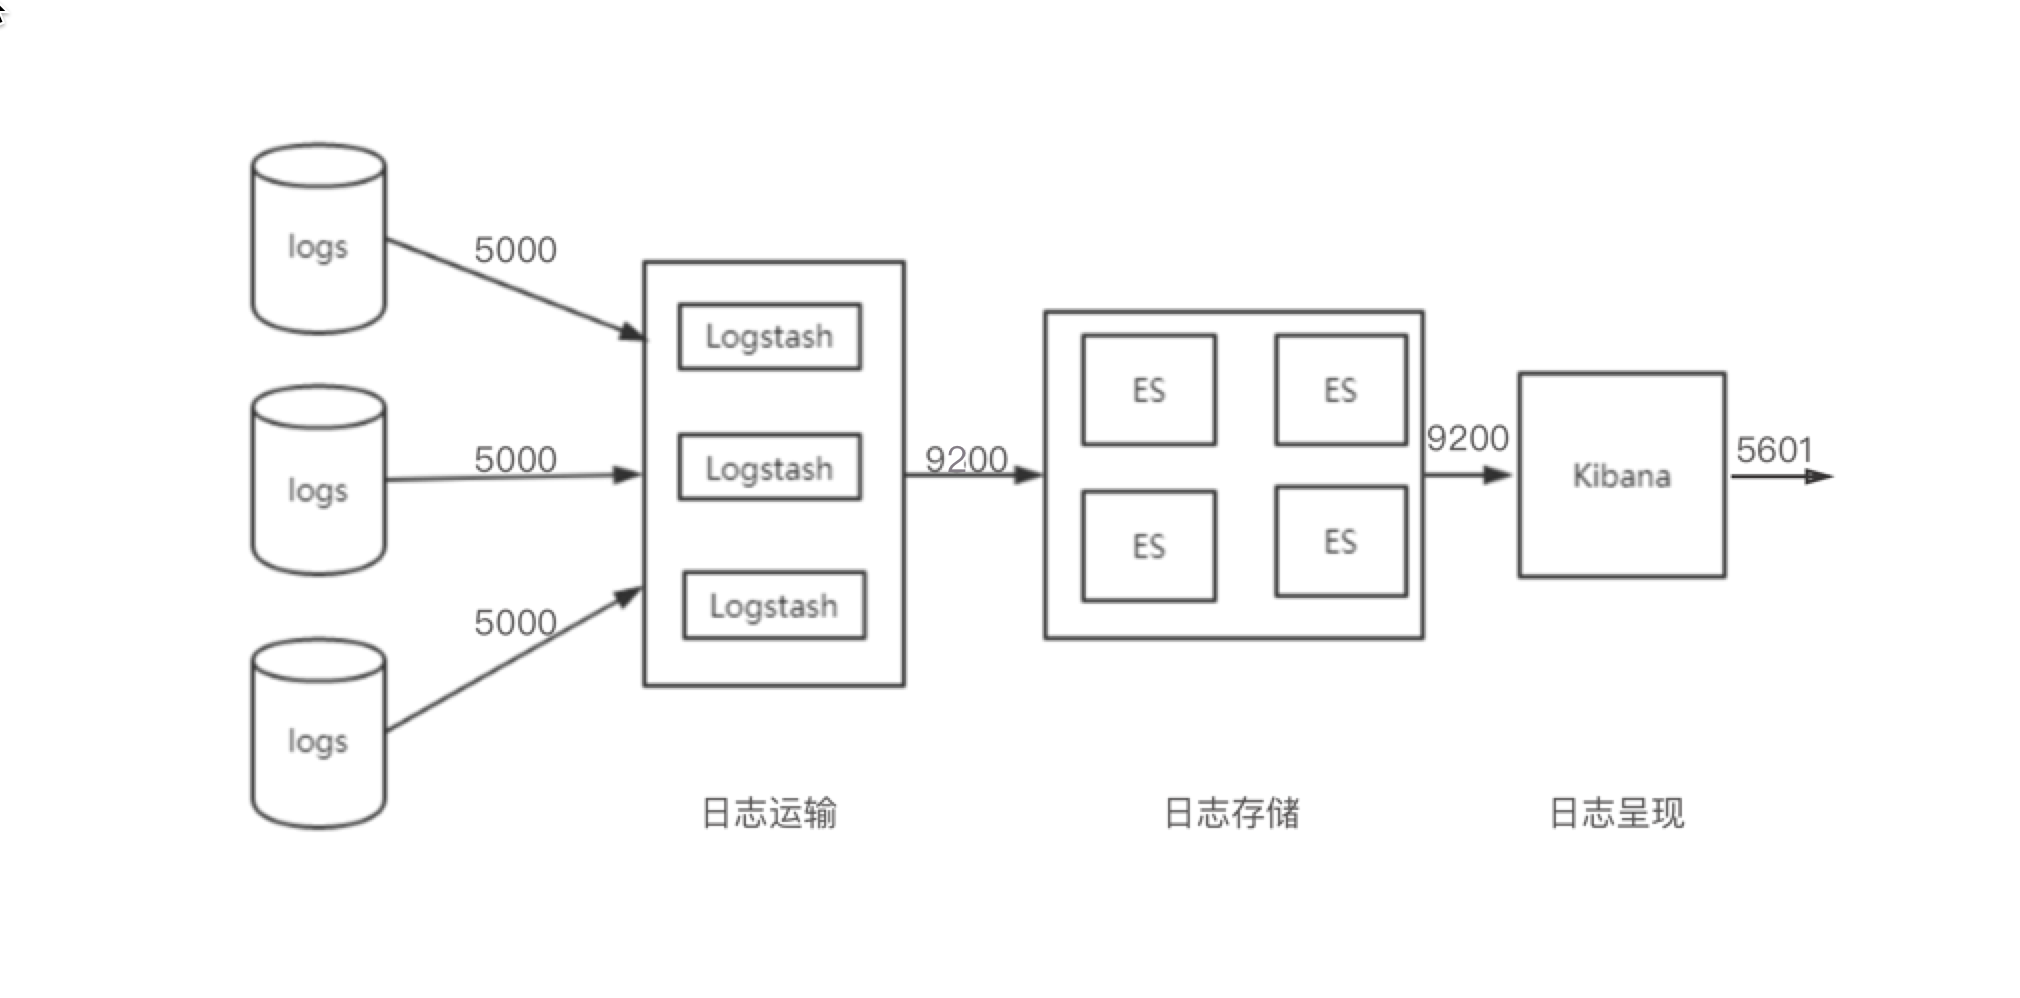 logs
5000
logs
5000
logs
5000
Logstash
Logstash
Logstash
9200
ES
ES
ES
ES
9200
Kibana
5601
日志运输
日志存储
日志呈现